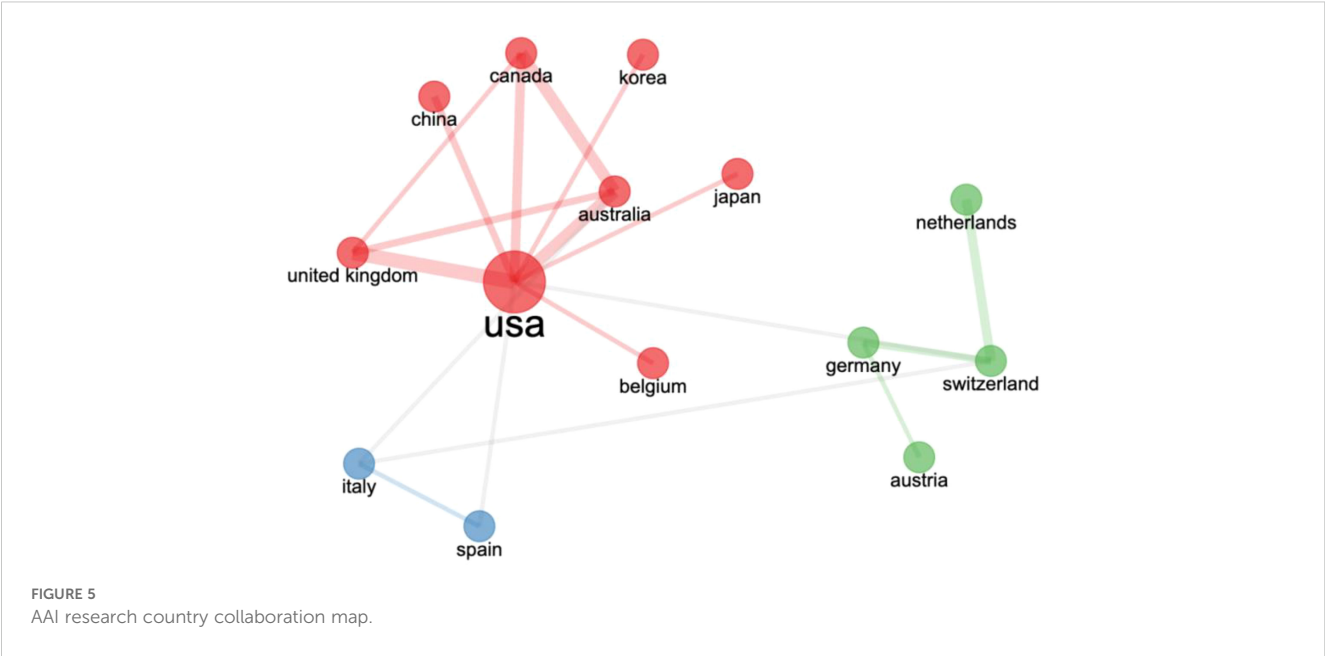 canada
korea
china
japan
australia
netherlands
united kingdom
usa
germany
switzerland
belgium
italy
austria
spain
FIGURE 5
AAI research country collaboration map.